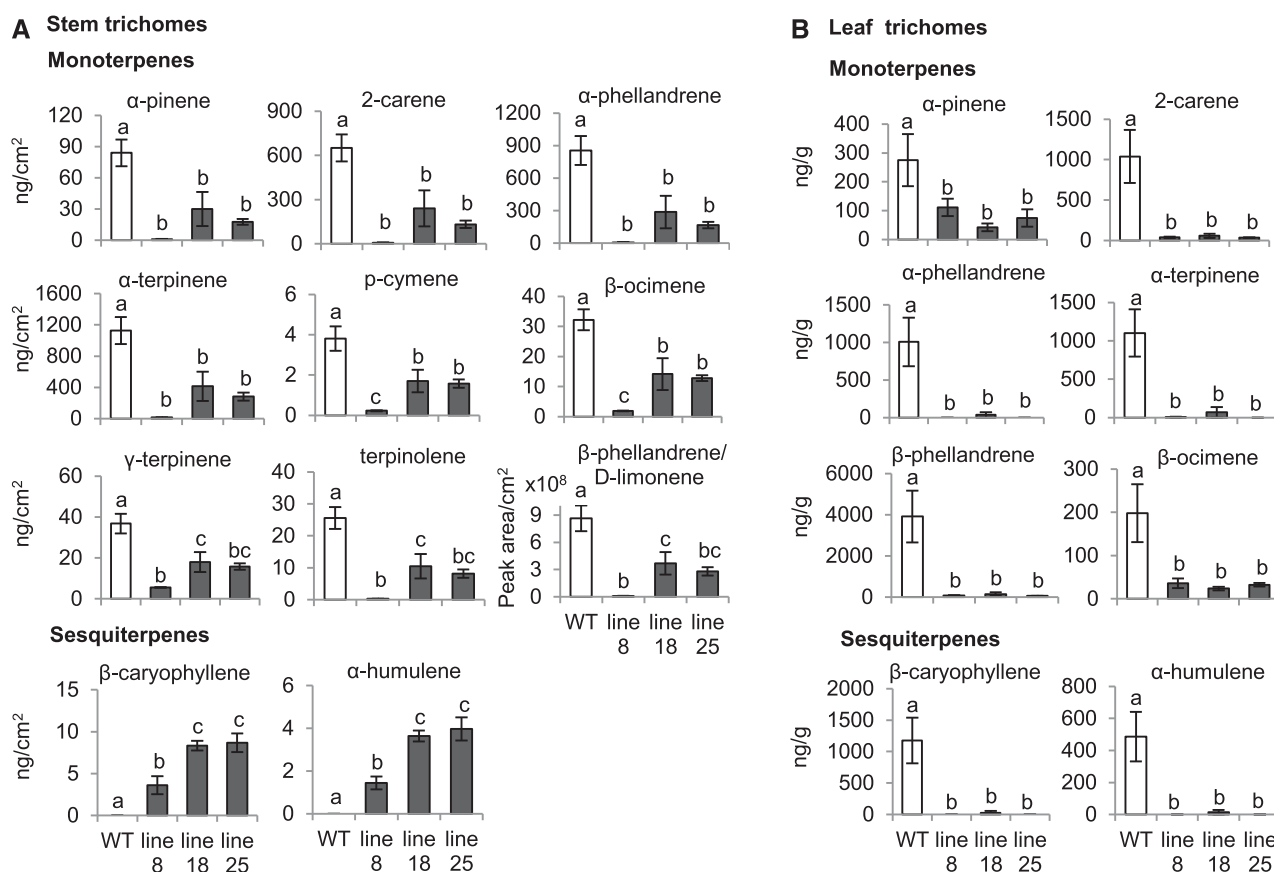 A Stem trichomes
Monoterpenes
α-pinene
120
90
60
30
0
ng/cm²
a
b
b
b
2-carene
900
600
300
0
a
b
b
b
α-phellandrene
1200
900
600
300
0
a
b
b
b
α-terpinene
1600
1200
800
400
0
ng/cm²
a
b
b
b
p-cymene
6
4
2
0
a
c
b
b
β-ocimene
40
30
20
10
0
a
c
b
b
γ-terpinene
60
40
20
0
ng/cm²
a
b
c
bc
terpinolene
40
30
20
10
0
a
b
c
bc
β-phellandrene/
D-limonene
x10⁸
9
6
3
0
Peak area/cm²
a
b
c
bc
WT line line line
8 18 25
Sesquiterpenes
β-caryophyllene
15
10
5
0
ng/cm²
a
b
c
c
WT line line line
8 18 25
α-humulene
6
4
2
0
a
b
c
c
WT line line line
8 18 25
B Leaf trichomes
Monoterpenes
α-pinene
400
300
200
100
0
ng/g
a
b
b
b
2-carene
1500
1000
500
0
a
b
b
b
α-phellandrene
1500
1000
500
0
ng/g
a
b
b
b
α-terpinene
1500
1000
500
0
a
b
b
b
β-phellandrene
6000
4000
2000
0
ng/g
a
b
b
b
β-ocimene
300
200
100
0
a
b
b
b
Sesquiterpenes
β-caryophyllene
2000
1500
1000
500
0
ng/g
a
b
b
b
WT line line line
8 18 25
α-humulene
800
600
400
200
0
a
b
b
b
WT line line line
8 18 25